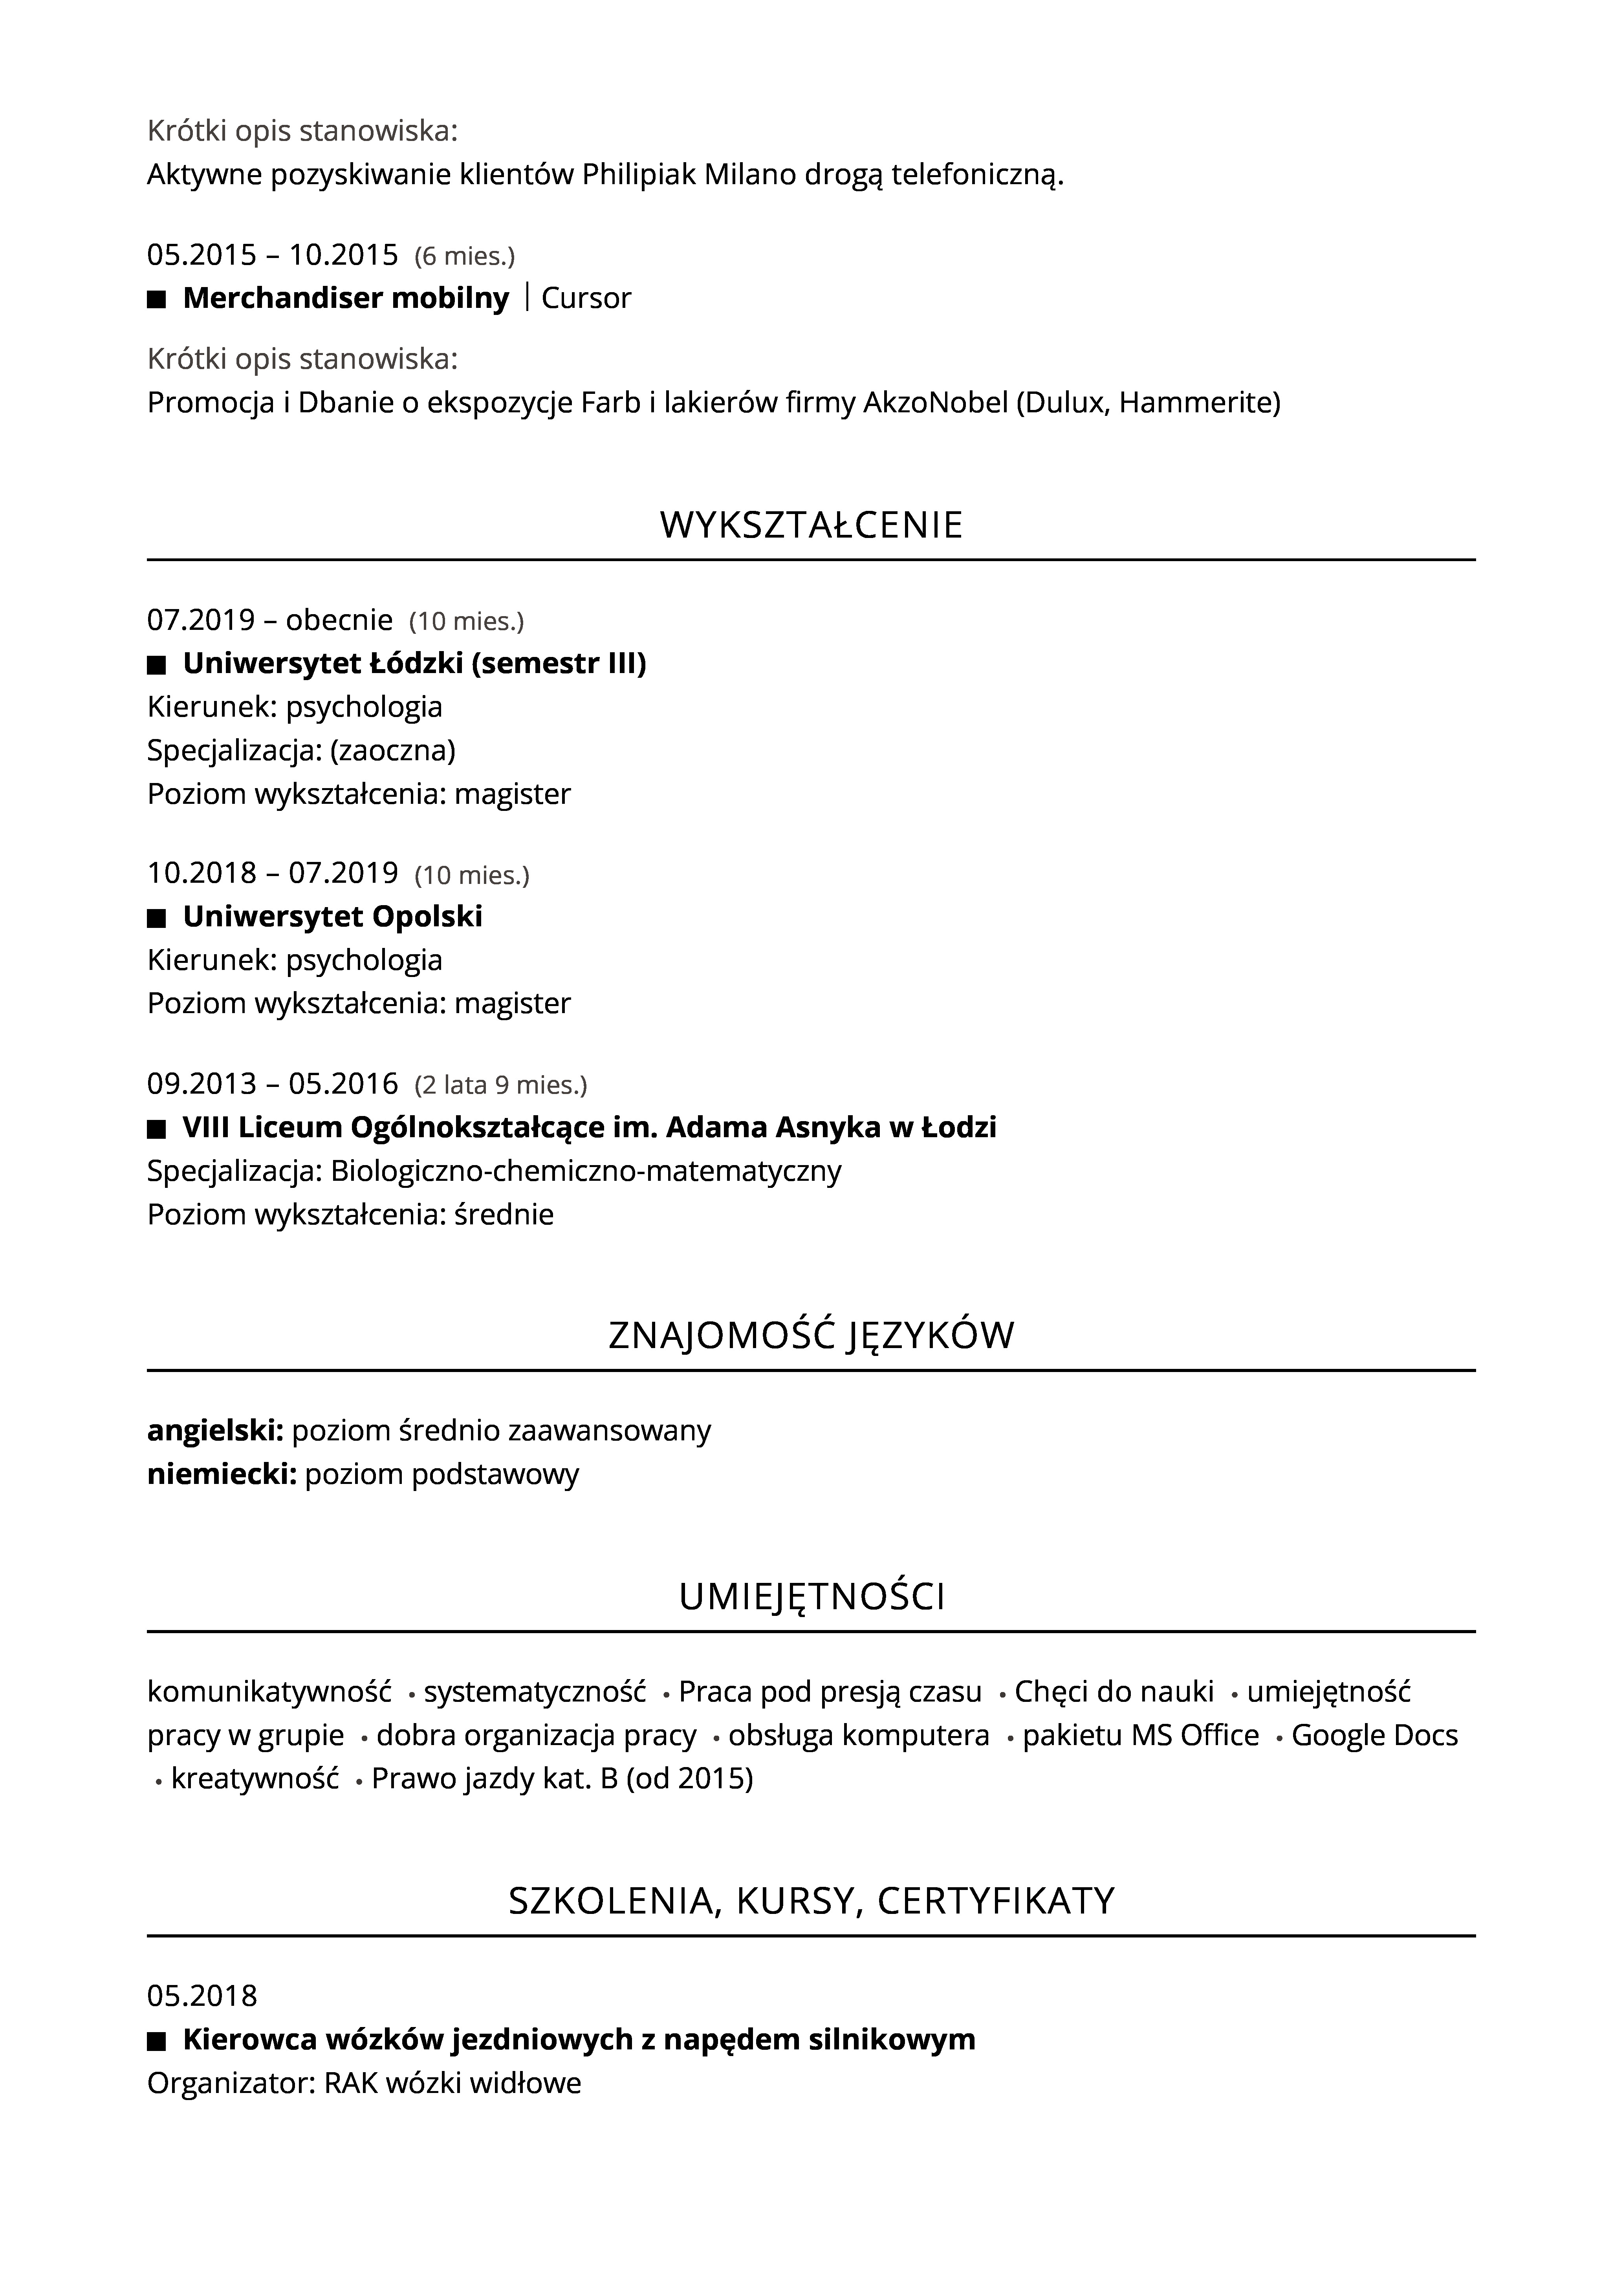 Krótki opis stanowiska:
Aktywne pozyskiwanie klientów Philipiak Milano drogą telefoniczną.
05.2015 – 10.2015 (6 mies.)
■ Merchandiser mobilny | Cursor
Krótki opis stanowiska:
Promocja i Dbanie o ekspozycje Farb i lakierów firmy AkzoNobel (Dulux, Hammerite)
WYKSZTAŁCENIE
07.2019 – obecnie (10 mies.)
■ Uniwersytet Łódzki (semestr III)
Kierunek: psychologia
Specjalizacja: (zaoczna)
Poziom wykształcenia: magister
10.2018 – 07.2019 (10 mies.)
■ Uniwersytet Opolski
Kierunek: psychologia
Poziom wykształcenia: magister
09.2013 – 05.2016 (2 lata 9 mies.)
■ VIII Liceum Ogólnokształcące im. Adama Asnyka w Łodzi
Specjalizacja: Biologiczno-chemiczno-matematyczny
Poziom wykształcenia: średnie
ZNAJOMOŚĆ JĘZYKÓW
angielski: poziom średnio zaawansowany
niemiecki: poziom podstawowy
UMIEJĘTNOŚCI
komunikatywność • systematyczność • Praca pod presją czasu • Chęci do nauki • umiejętność
pracy w grupie • dobra organizacja pracy • obsługa komputera • pakietu MS Office • Google Docs
• kreatywność • Prawo jazdy kat. B (od 2015)
SZKOLENIA, KURSY, CERTYFIKATY
05.2018
■ Kierowca wózków jezdniowych z napędem silnikowym
Organizator: RAK wózki widłowe